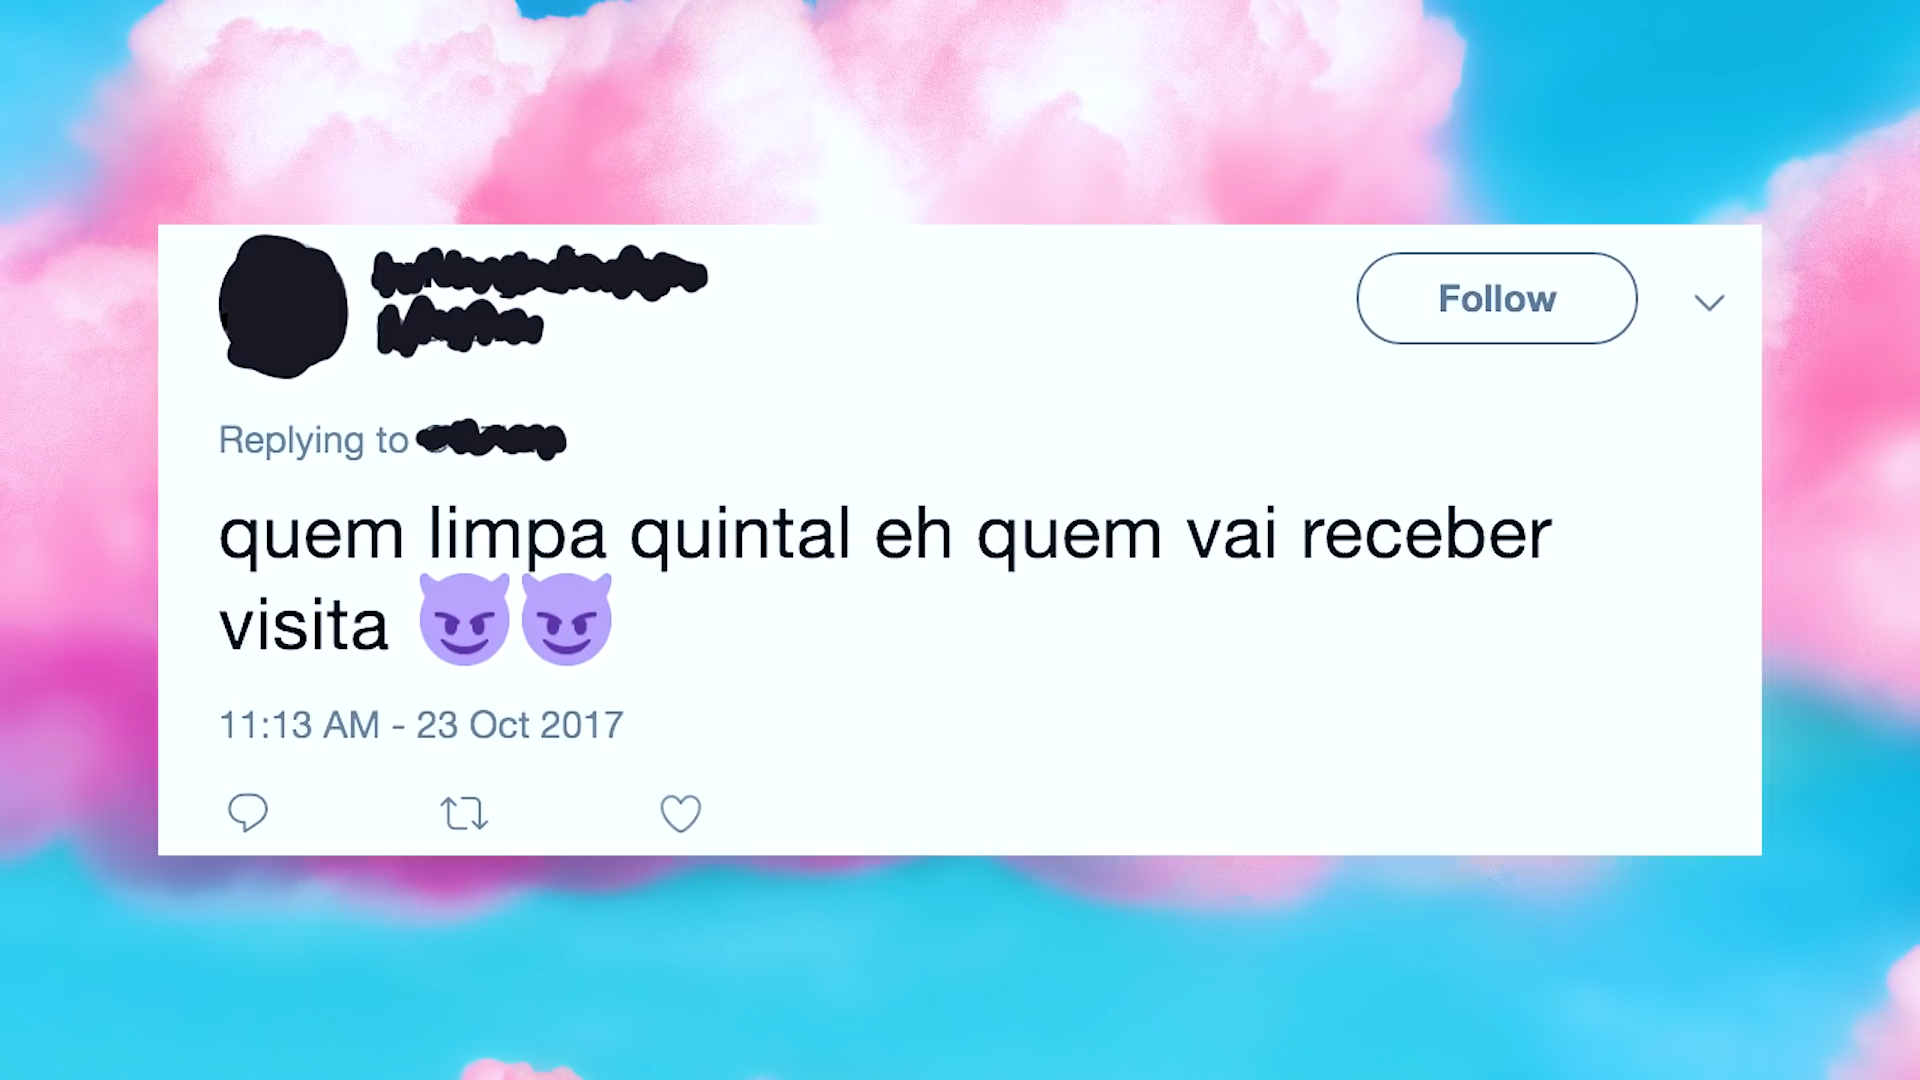 Follow
Replying to
quem limpa quintal eh quem vai receber
visita 😈😈
11:13 AM - 23 Oct 2017